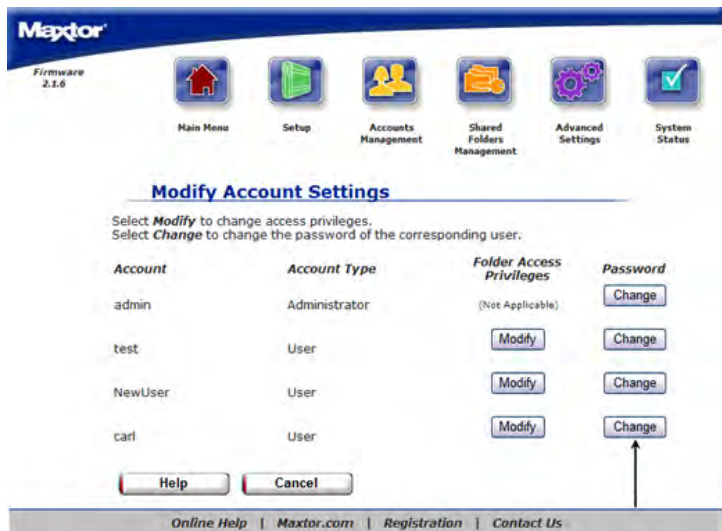 Maxtor
Firmware
2.1.6
Main Menu
Setup
Accounts
Management
Shared
Folders
Management
Advanced
Settings
System
Status
Modify Account Settings
Select Modify to change access privileges.
Select Change to change the password of the corresponding user.
Account Account Type Folder Access Privileges Password
admin Administrator (Not Applicable) Change
test User Modify Change
NewUser User Modify Change
carl User Modify Change
Help Cancel
Online Help | Maxtor.com | Registration | Contact Us